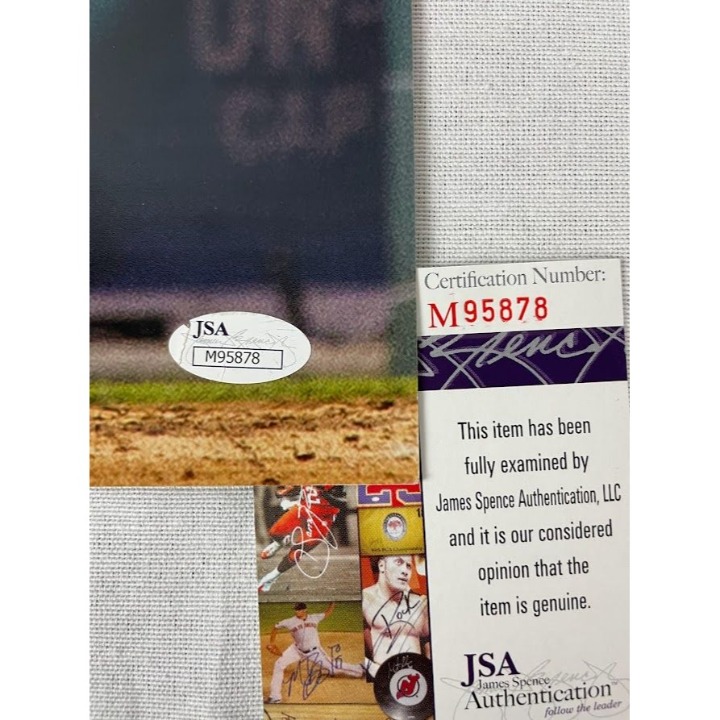 JSA
M95878
Certification Number:
M95878
This item has been
fully examined by
James Spence Authentication, LLC
and it is our considered
opinion that the
item is genuine.
JSA
James Spence
Authentication
follow the leader